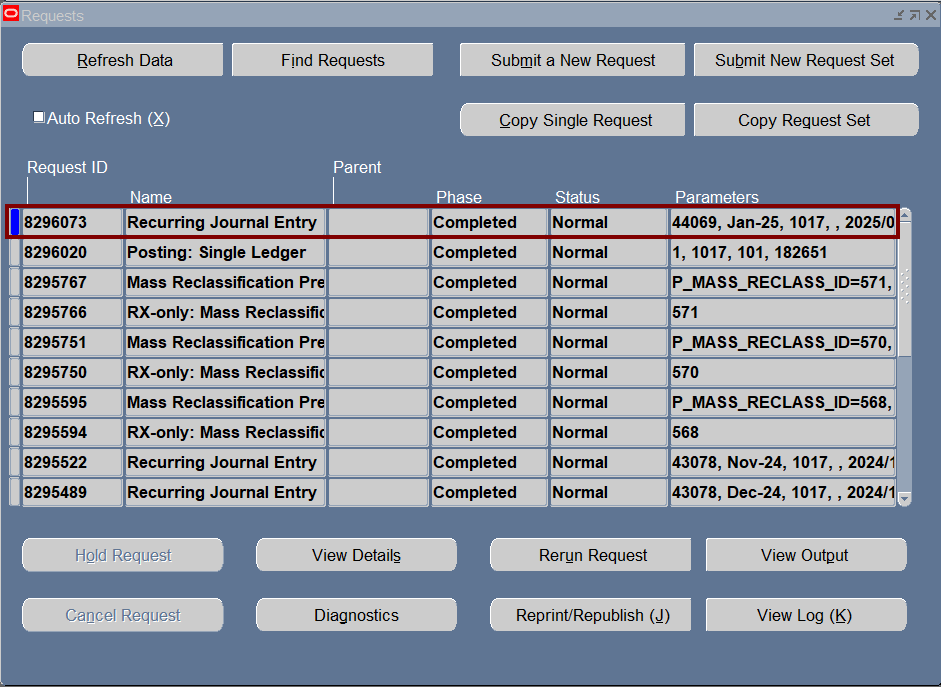 Requests
Refresh Data Find Requests Submit a New Request Submit New Request Set
Auto Refresh (X) Copy Single Request Copy Request Set
Request ID Parent
Name Phase Status Parameters
8296073 Recurring Journal Entry Completed Normal 44069, Jan-25, 1017, , 2025/0
8296020 Posting: Single Ledger Completed Normal 1, 1017, 101, 182651
8295767 Mass Reclassification Pre Completed Normal P_MASS_RECLASS_ID=571,
8295766 RX-only: Mass Reclassific Completed Normal 571
8295751 Mass Reclassification Pre Completed Normal P_MASS_RECLASS_ID=570,
8295750 RX-only: Mass Reclassific Completed Normal 570
8295595 Mass Reclassification Pre Completed Normal P_MASS_RECLASS_ID=568,
8295594 RX-only: Mass Reclassific Completed Normal 568
8295522 Recurring Journal Entry Completed Normal 43078, Nov-24, 1017, , 2024/1
8295489 Recurring Journal Entry Completed Normal 43078, Dec-24, 1017, , 2024/1
Hold Request View Details Rerun Request View Output
Cancel Request Diagnostics Reprint/Republish (J) View Log (K)